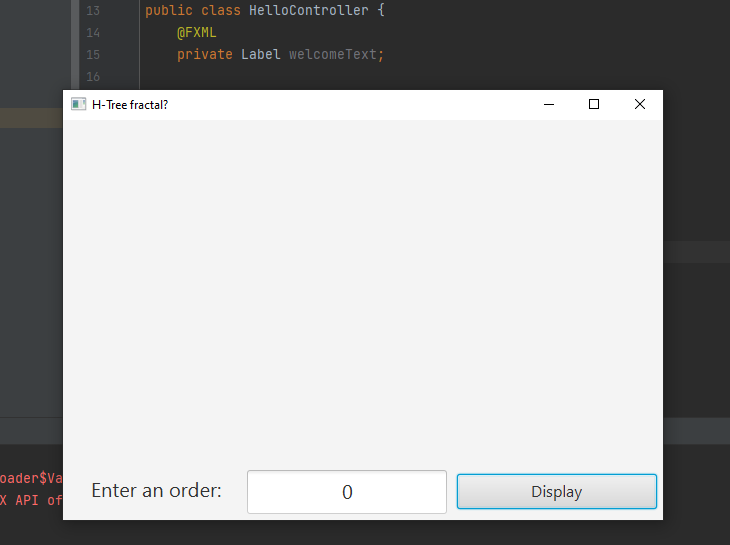 13 public class HelloController {
14 @FXML
15 private Label welcomeText;
16
H-Tree fractal?
oader$Va
X API of
Enter an order: 0 Display